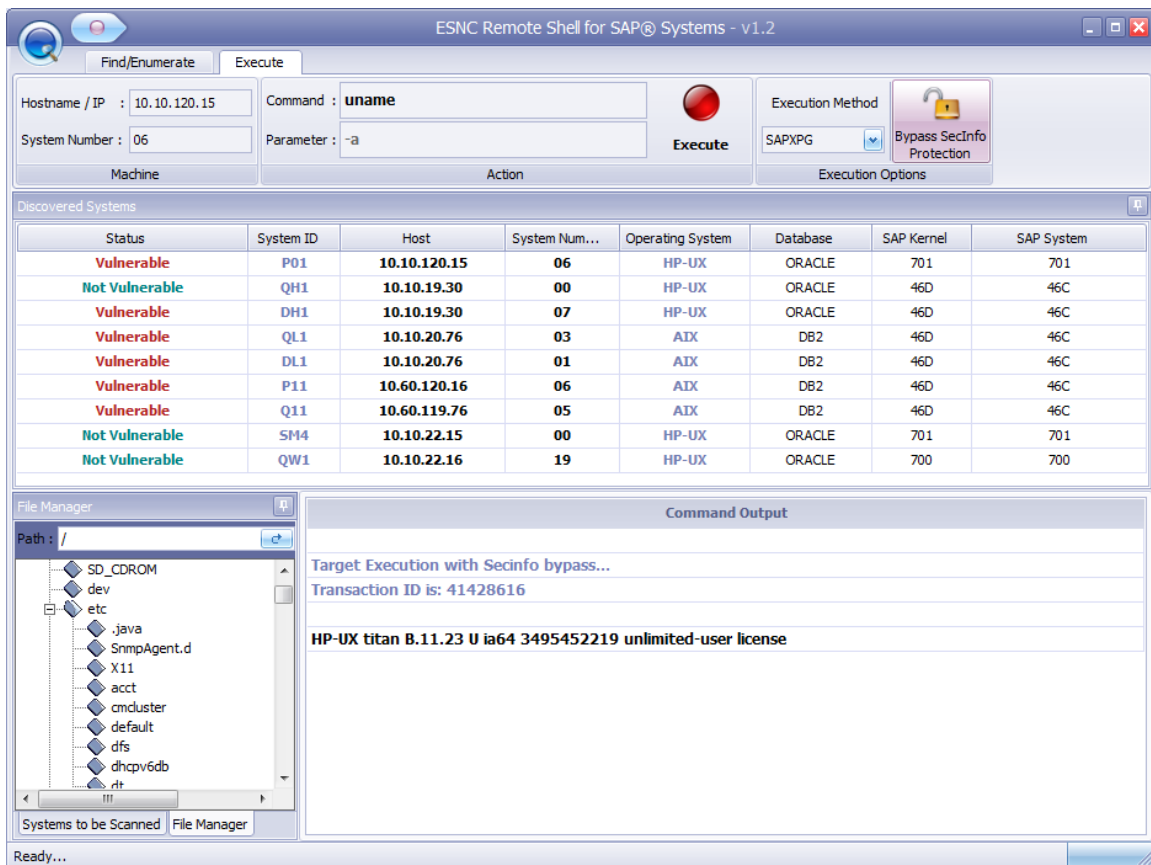 ESNC Remote Shell for SAP® Systems - v1.2
Find/Enumerate Execute
Hostname / IP : 10.10.120.15
System Number : 06
Machine
Command : uname
Parameter : -a
Execute
Action
Execution Method
SAPXPG
Bypass SecInfo
Protection
Execution Options
Discovered Systems
Status System ID Host System Num... Operating System Database SAP Kernel SAP System
Vulnerable P01 10.10.120.15 06 HP-UX ORACLE 701 701
Not Vulnerable QH1 10.10.19.30 00 HP-UX ORACLE 46D 46C
Vulnerable DH1 10.10.19.30 07 HP-UX ORACLE 46D 46C
Vulnerable QL1 10.10.20.76 03 AIX DB2 46D 46C
Vulnerable DL1 10.10.20.76 01 AIX DB2 46D 46C
Vulnerable P11 10.60.120.16 06 AIX DB2 46D 46C
Vulnerable Q11 10.60.119.76 05 AIX DB2 46D 46C
Not Vulnerable SM4 10.10.22.15 00 HP-UX ORACLE 701 701
Not Vulnerable QW1 10.10.22.16 19 HP-UX ORACLE 700 700
File Manager
Path : /
SD_CDROM
dev
etc
.java
SnmpAgent.d
X11
acct
cmcluster
default
dfs
dhcpv6db
dt
Systems to be Scanned File Manager
Command Output
Target Execution with Secinfo bypass...
Transaction ID is: 41428616
HP-UX titan B.11.23 U ia64 3495452219 unlimited-user license
Ready...